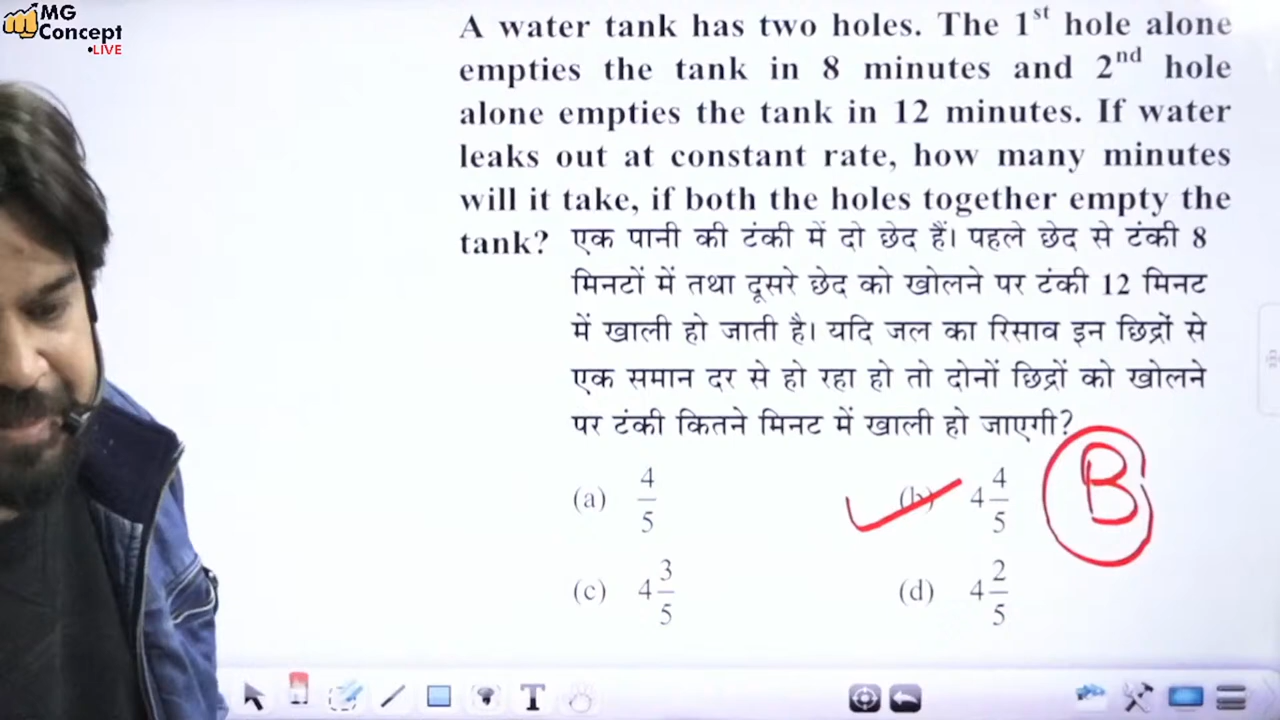 MG
Concept
•LIVE
A water tank has two holes. The 1st hole alone
empties the tank in 8 minutes and 2nd hole
alone empties the tank in 12 minutes. If water
leaks out at constant rate, how many minutes
will it take, if both the holes together empty the
tank? एक पानी की टंकी में दो छेद हैं। पहले छेद से टंकी 8
मिनटों में तथा दूसरे छेद को खोलने पर टंकी 12 मिनट
में खाली हो जाती है। यदि जल का रिसाव इन छिद्रों से
एक समान दर से हो रहा हो तो दोनों छिद्रों को खोलने
पर टंकी कितने मिनट में खाली हो जाएगी?
(a) 4/5 (b) 4 4/5 B
(c) 4 3/5 (d) 4 2/5
T